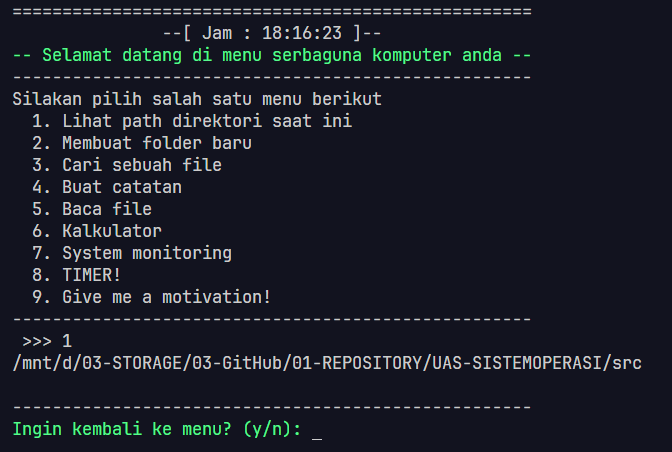 ====================================================
--[ Jam : 18:16:23 ]--
-- Selamat datang di menu serbaguna komputer anda --
----------------------------------------------------
Silakan pilih salah satu menu berikut
1. Lihat path direktori saat ini
2. Membuat folder baru
3. Cari sebuah file
4. Buat catatan
5. Baca file
6. Kalkulator
7. System monitoring
8. TIMER!
9. Give me a motivation!
----------------------------------------------------
>>> 1
/mnt/d/03-STORAGE/03-GitHub/01-REPOSITORY/UAS-SISTEMOPERASI/src
----------------------------------------------------
Ingin kembali ke menu? (y/n): _